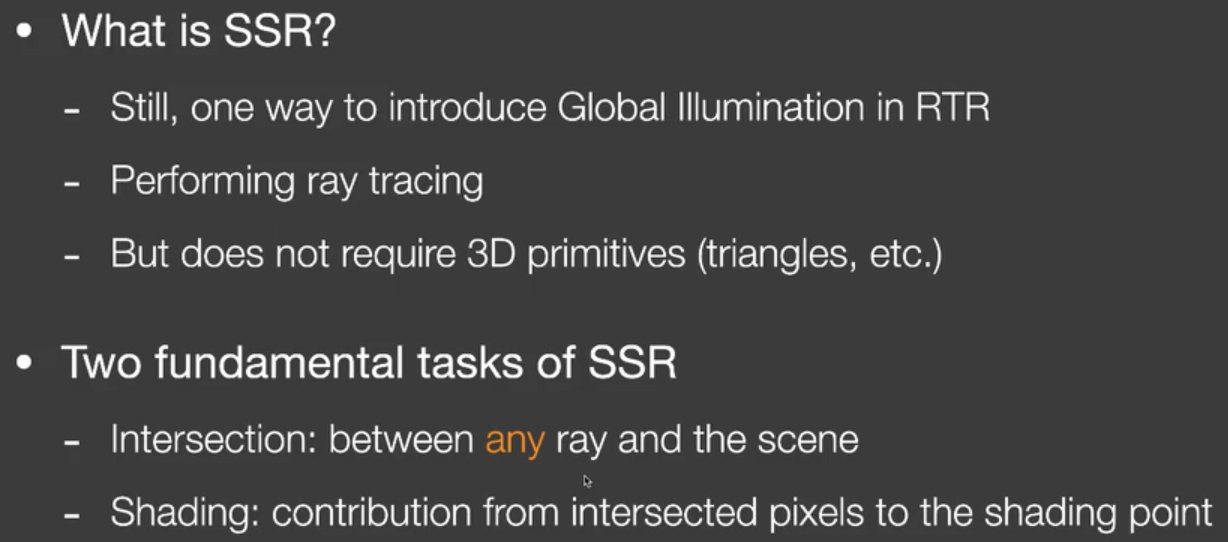 • What is SSR?
- Still, one way to introduce Global Illumination in RTR
- Performing ray tracing
- But does not require 3D primitives (triangles, etc.)
• Two fundamental tasks of SSR
- Intersection: between any ray and the scene
- Shading: contribution from intersected pixels to the shading point